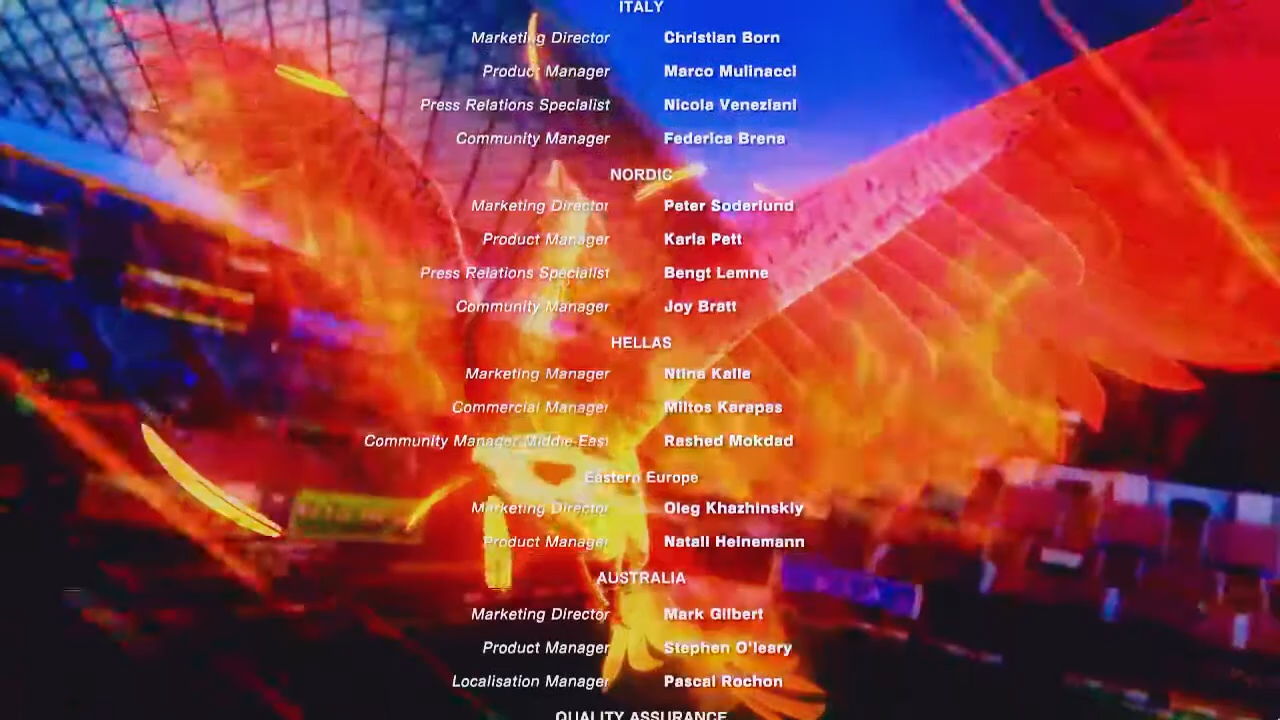 ITALY
Marketing Director Christian Born
Product Manager Marco Mulinacci
Press Relations Specialist Nicola Veneziani
Community Manager Federica Brena
NORDIC
Marketing Director Peter Soderlund
Product Manager Karla Pett
Press Relations Specialist Bengt Lemne
Community Manager Joy Bratt
HELLAS
Marketing Manager Ntina Kalle
Commercial Manager Miltos Karapas
Community Manager Middle-East Rashed Mokdad
Eastern Europe
Marketing Director Oleg Khazhinskiy
Product Manager Natali Heinemann
AUSTRALIA
Marketing Director Mark Gilbert
Product Manager Stephen O'leary
Localisation Manager Pascal Rochon
QUALITY ASSURANCE